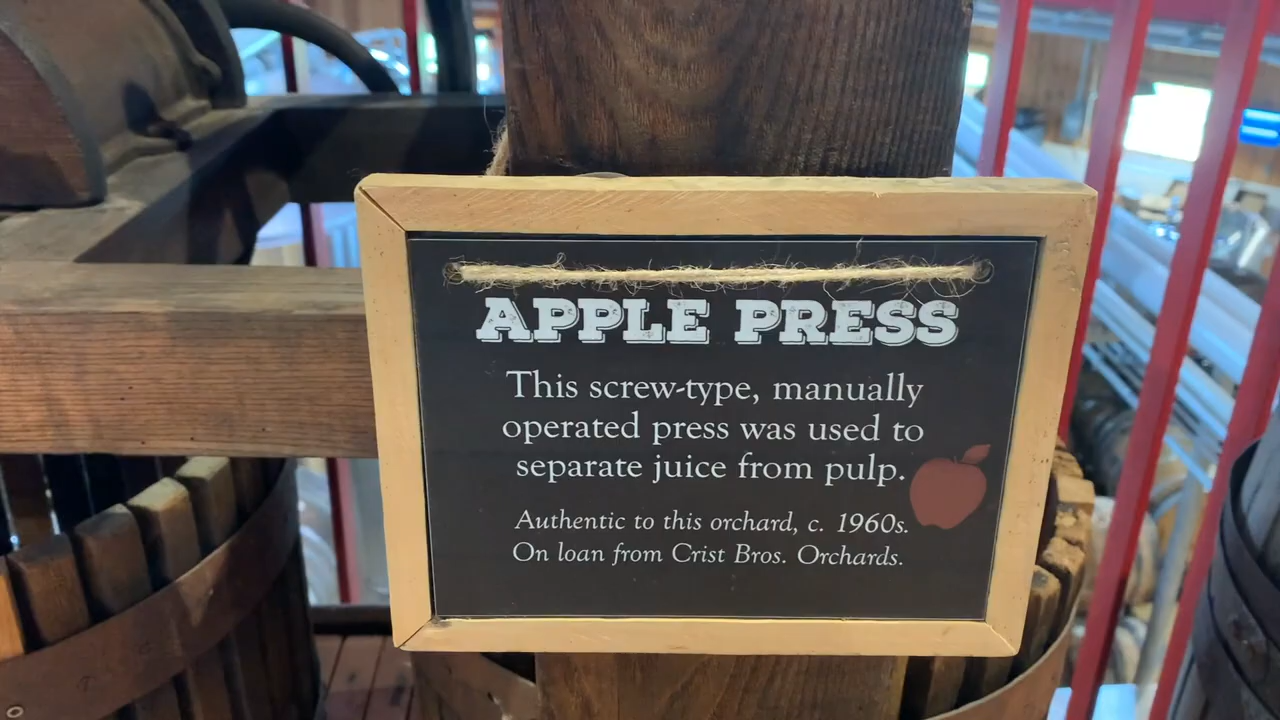 APPLE PRESS
This screw-type, manually
operated press was used to
separate juice from pulp.
Authentic to this orchard, c. 1960s.
On loan from Crist Bros. Orchards.